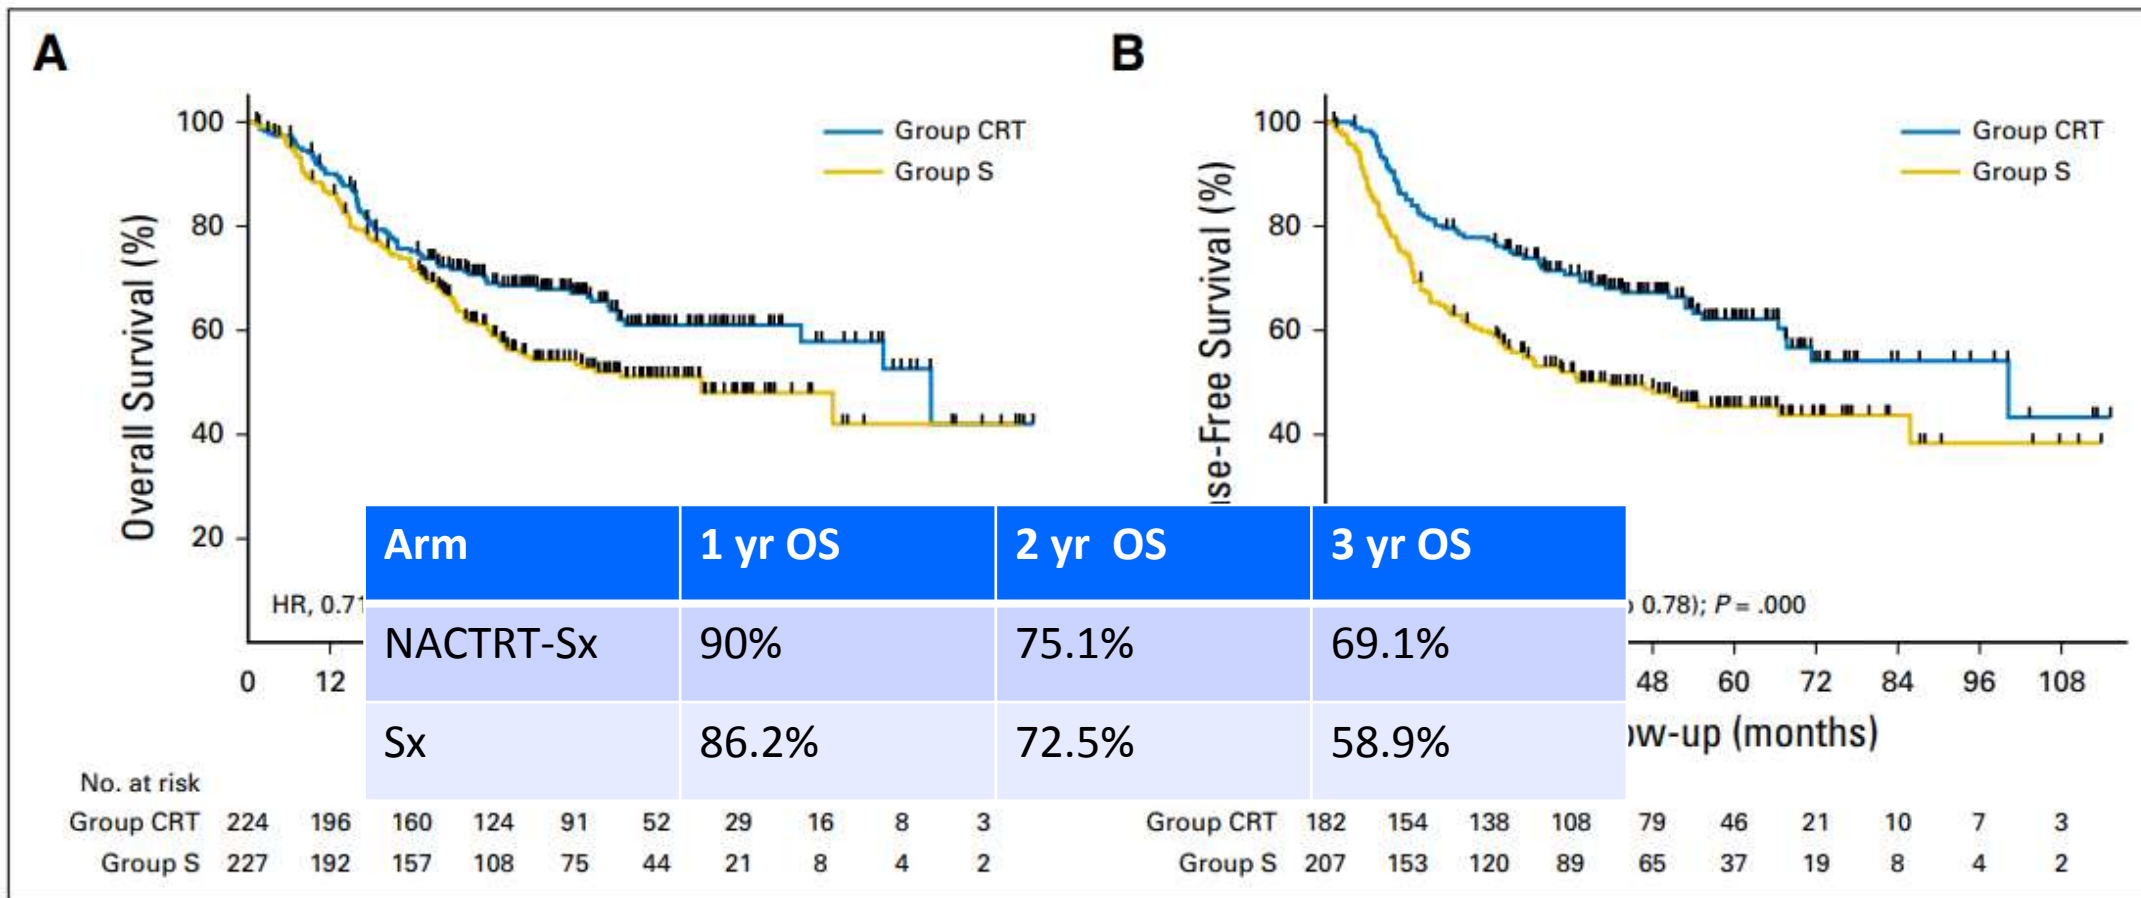 A
B
100
80
60
40
20
Overall Survival (%)
Group CRT
Group S
HR, 0.71
0 12
100
80
60
40
ase-Free Survival (%)
Group CRT
Group S
0.78); P = .000
48 60 72 84 96 108
ow-up (months)
Arm 1 yr OS 2 yr OS 3 yr OS
NACTRT-Sx 90% 75.1% 69.1%
Sx 86.2% 72.5% 58.9%
No. at risk
Group CRT 224 196 160 124 91 52 29 16 8 3
Group S 227 192 157 108 75 44 21 8 4 2
Group CRT 182 154 138 108 79 46 21 10 7 3
Group S 207 153 120 89 65 37 19 8 4 2